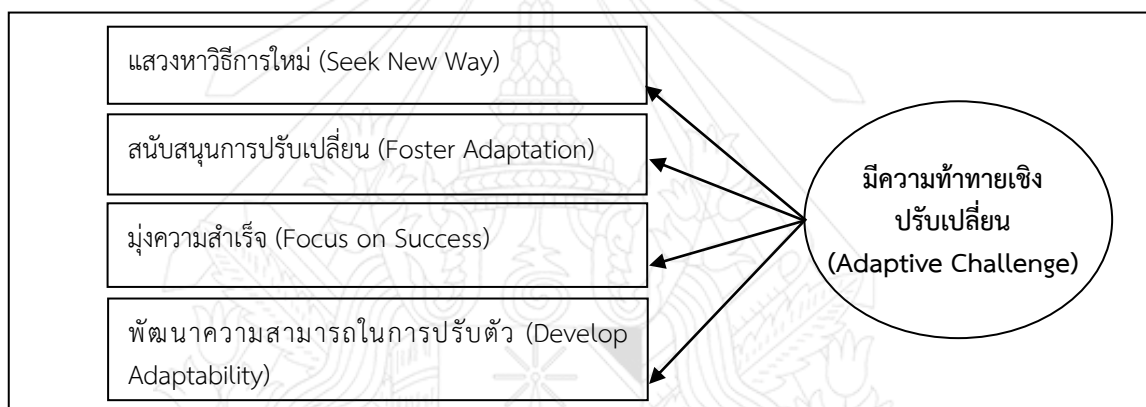 แสวงหาวิธีการใหม่ (Seek New Way)
สนับสนุนการปรับเปลี่ยน (Foster Adaptation)
มุ่งความสำเร็จ (Focus on Success)
พัฒนาความสามารถในการปรับตัว (Develop
Adaptability)
มีความท้าทายเชิง
ปรับเปลี่ยน
(Adaptive Challenge)